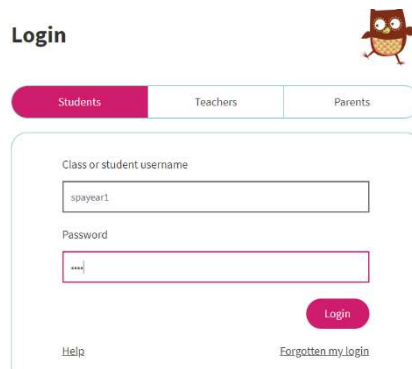 Login
Students Teachers Parents
Class or student username
spayear1
Password
••••
Login
Help Forgotten my login